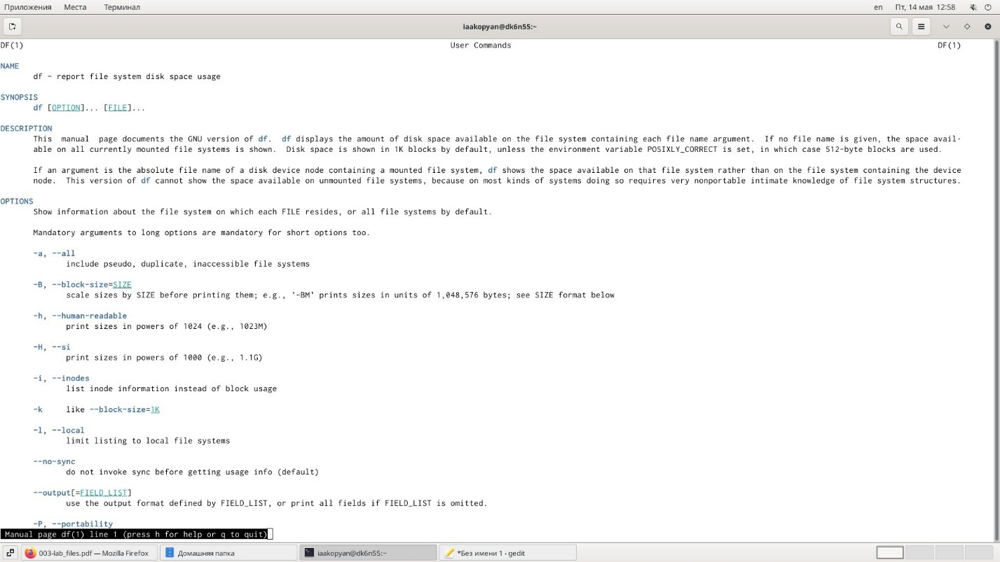 Приложения Места Терминал en Пт, 14 мая 12:58
iaakopyan@dk6n55:~
DF(1) User Commands DF(1)
NAME
df - report file system disk space usage
SYNOPSIS
df [OPTION]... [FILE]...
DESCRIPTION
This manual page documents the GNU version of df. df displays the amount of disk space available on the file system containing each file name argument. If no file name is given, the space avail-
able on all currently mounted file systems is shown. Disk space is shown in 1K blocks by default, unless the environment variable POSIXLY_CORRECT is set, in which case 512-byte blocks are used.
If an argument is the absolute file name of a disk device node containing a mounted file system, df shows the space available on that file system rather than on the file system containing the device
node. This version of df cannot show the space available on unmounted file systems, because on most kinds of systems doing so requires very nonportable intimate knowledge of file system structures.
OPTIONS
Show information about the file system on which each FILE resides, or all file systems by default.
Mandatory arguments to long options are mandatory for short options too.
-a, --all
include pseudo, duplicate, inaccessible file systems
-B, --block-size=SIZE
scale sizes by SIZE before printing them; e.g., '-BM' prints sizes in units of 1,048,576 bytes; see SIZE format below
-h, --human-readable
print sizes in powers of 1024 (e.g., 1023M)
-H, --si
print sizes in powers of 1000 (e.g., 1.1G)
-i, --inodes
list inode information instead of block usage
-k like --block-size=1K
-l, --local
limit listing to local file systems
--no-sync
do not invoke sync before getting usage info (default)
--output[=FIELD_LIST]
use the output format defined by FIELD_LIST, or print all fields if FIELD_LIST is omitted.
-P, --portability
Manual page df(1) line 1 (press h for help or q to quit)
003-lab_files.pdf — Mozilla Firefox Домашняя папка iaakopyan@dk6n55:~ *Без имени 1 - gedit